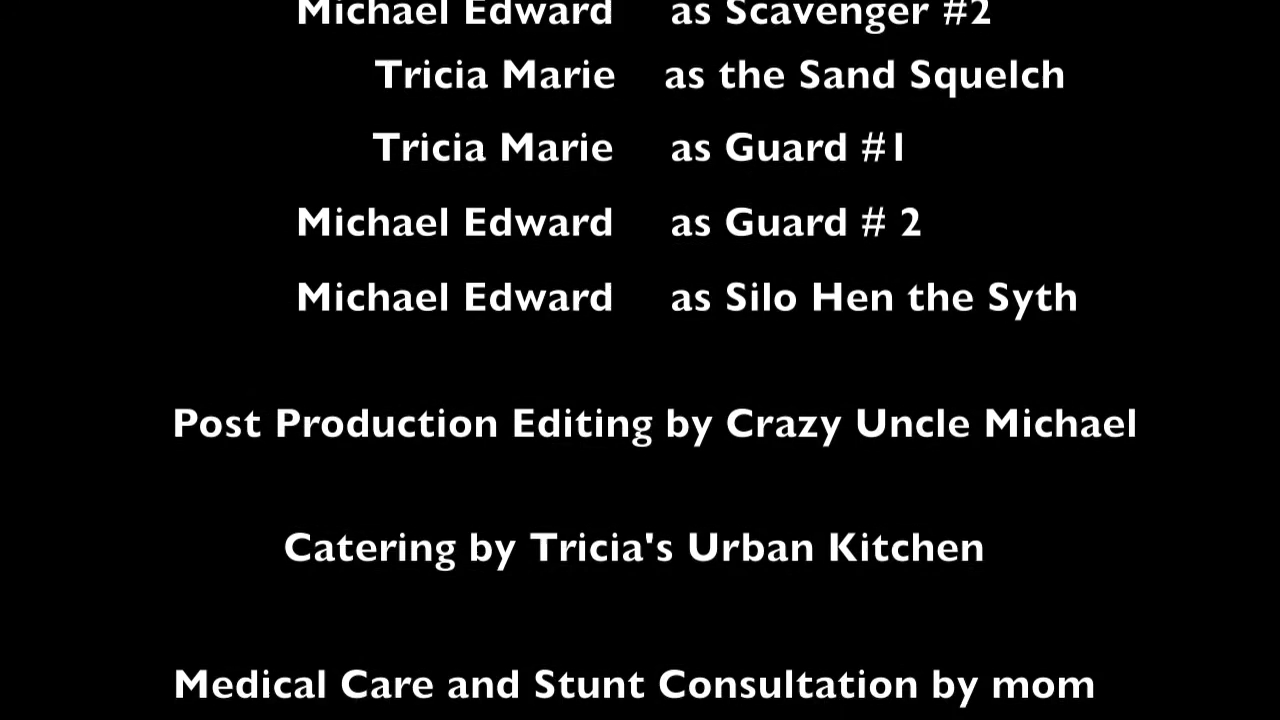 Michael Edward as Scavenger #2
Tricia Marie as the Sand Squelch
Tricia Marie as Guard #1
Michael Edward as Guard # 2
Michael Edward as Silo Hen the Syth
Post Production Editing by Crazy Uncle Michael
Catering by Tricia's Urban Kitchen
Medical Care and Stunt Consultation by mom